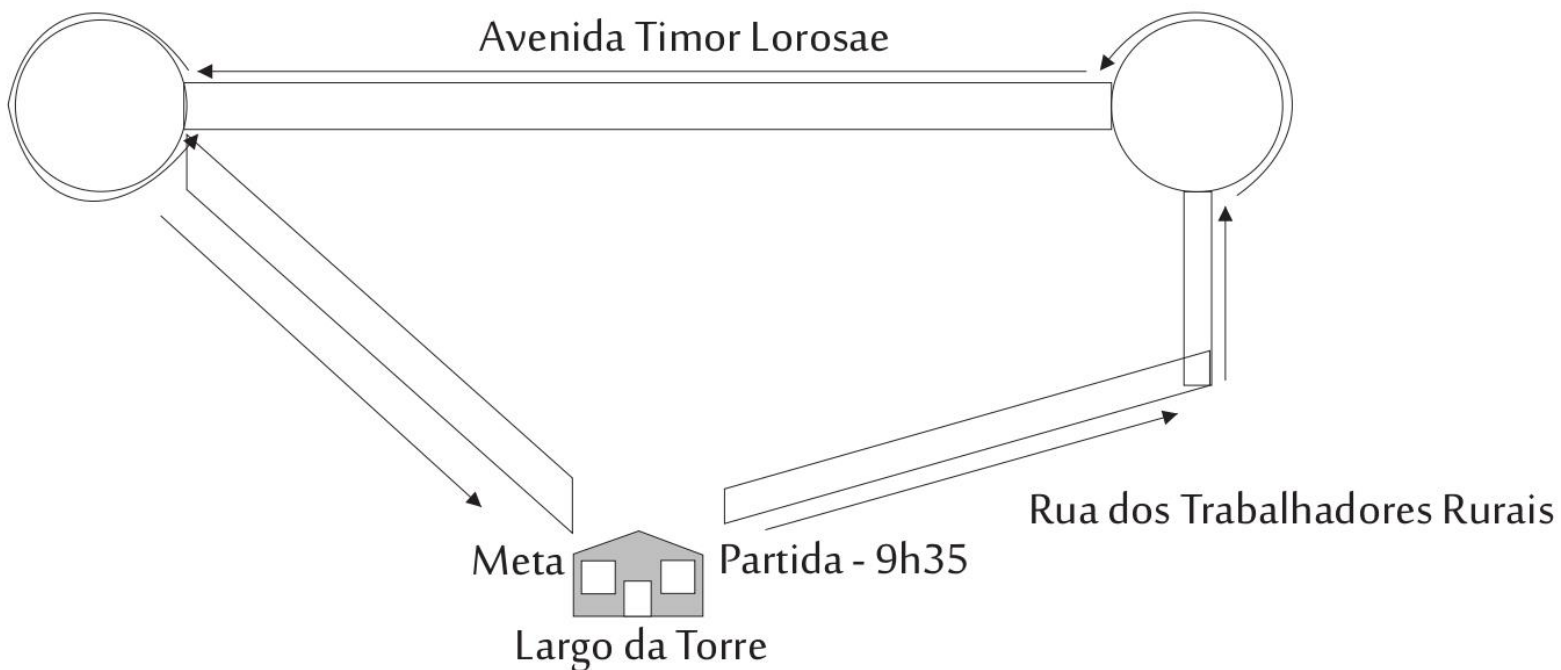 Avenida Timor Lorosae
Rua dos Trabalhadores Rurais
Meta
Partida - 9h35
Largo da Torre